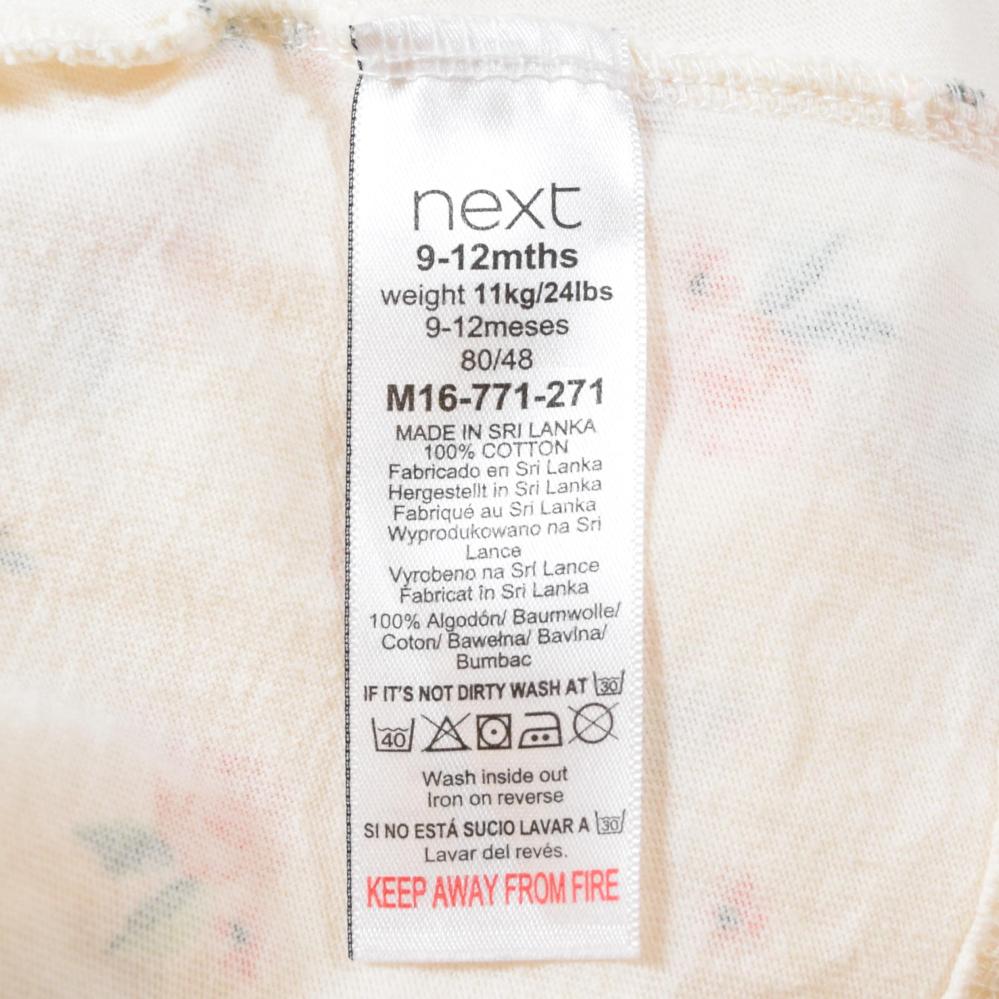 next
9-12mths
weight 11kg/24lbs
9-12meses
80/48
M16-771-271
MADE IN SRI LANKA
100% COTTON
Fabricado en Sri Lanka
Hergestellt in Sri Lanka
Fabriqué au Sri Lanka
Wyprodukowano na Sri
Lance
Vyrobeno na Srí Lance
Fabricat în Sri Lanka
100% Algodón/ Baumwolle/
Coton/ Bawełna/ Bavlna/
Bumbac
IF IT'S NOT DIRTY WASH AT 30
40
Wash inside out
Iron on reverse
SI NO ESTÁ SUCIO LAVAR A 30
Lavar del revés.
KEEP AWAY FROM FIRE